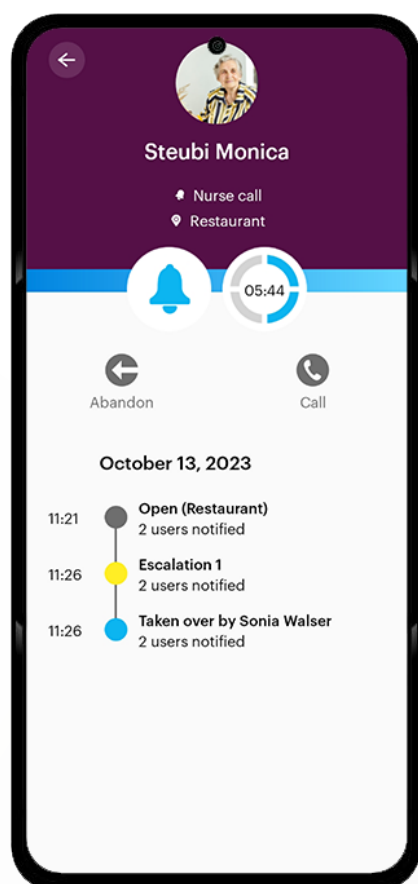 Steubi Monica
Nurse call
Restaurant
05:44
Abandon
Call
October 13, 2023
11:21
Open (Restaurant)
2 users notified
11:26
Escalation 1
2 users notified
11:26
Taken over by Sonia Walser
2 users notified